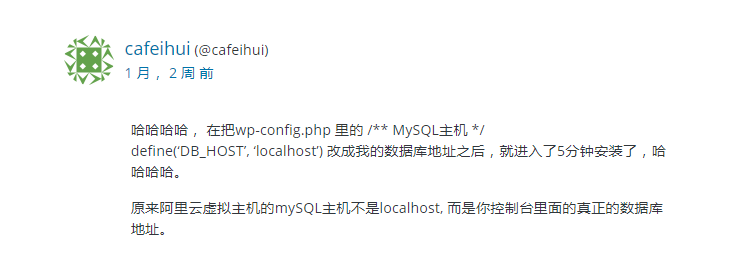 cafeihui (@cafeihui)
1 月， 2 周 前
哈哈哈哈， 在把wp-config.php 里的 /** MySQL主机 */
define(‘DB_HOST’, ‘localhost’) 改成我的数据库地址之后，就进入了5分钟安装了，哈
哈哈哈。
原来阿里云虚拟主机的mySQL主机不是localhost, 而是你控制台里面的真正的数据库
地址。